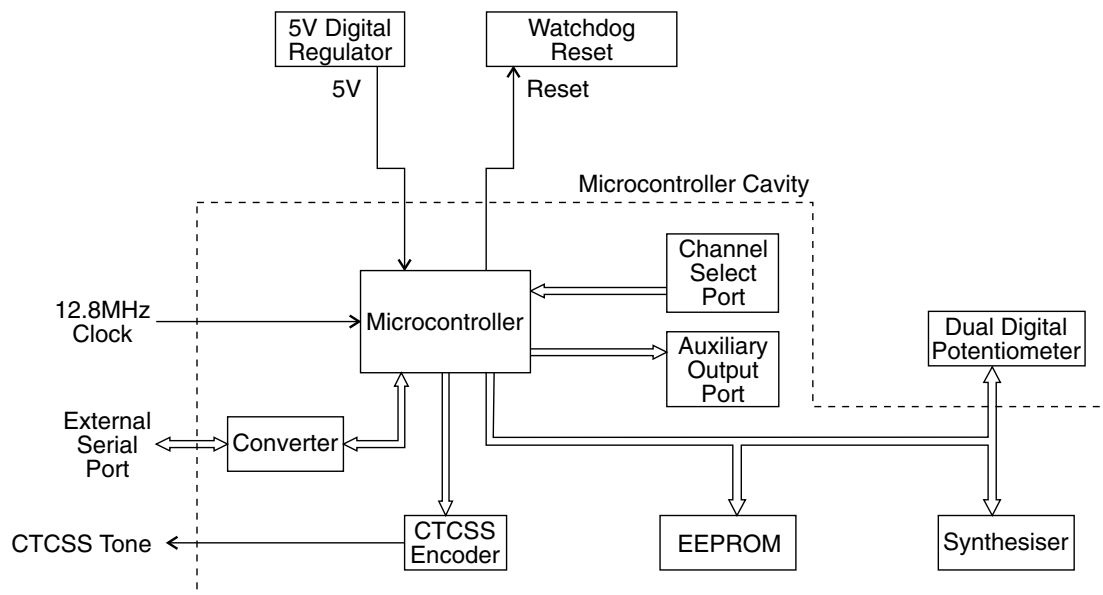 5V Digital
Regulator
Watchdog
Reset
5V
Reset
Microcontroller Cavity
Channel
Select
Port
12.8MHz
Clock
Microcontroller
Auxiliary
Output
Port
Dual Digital
Potentiometer
External
Serial
Port
Converter
CTCSS Tone
CTCSS
Encoder
EEPROM
Synthesiser